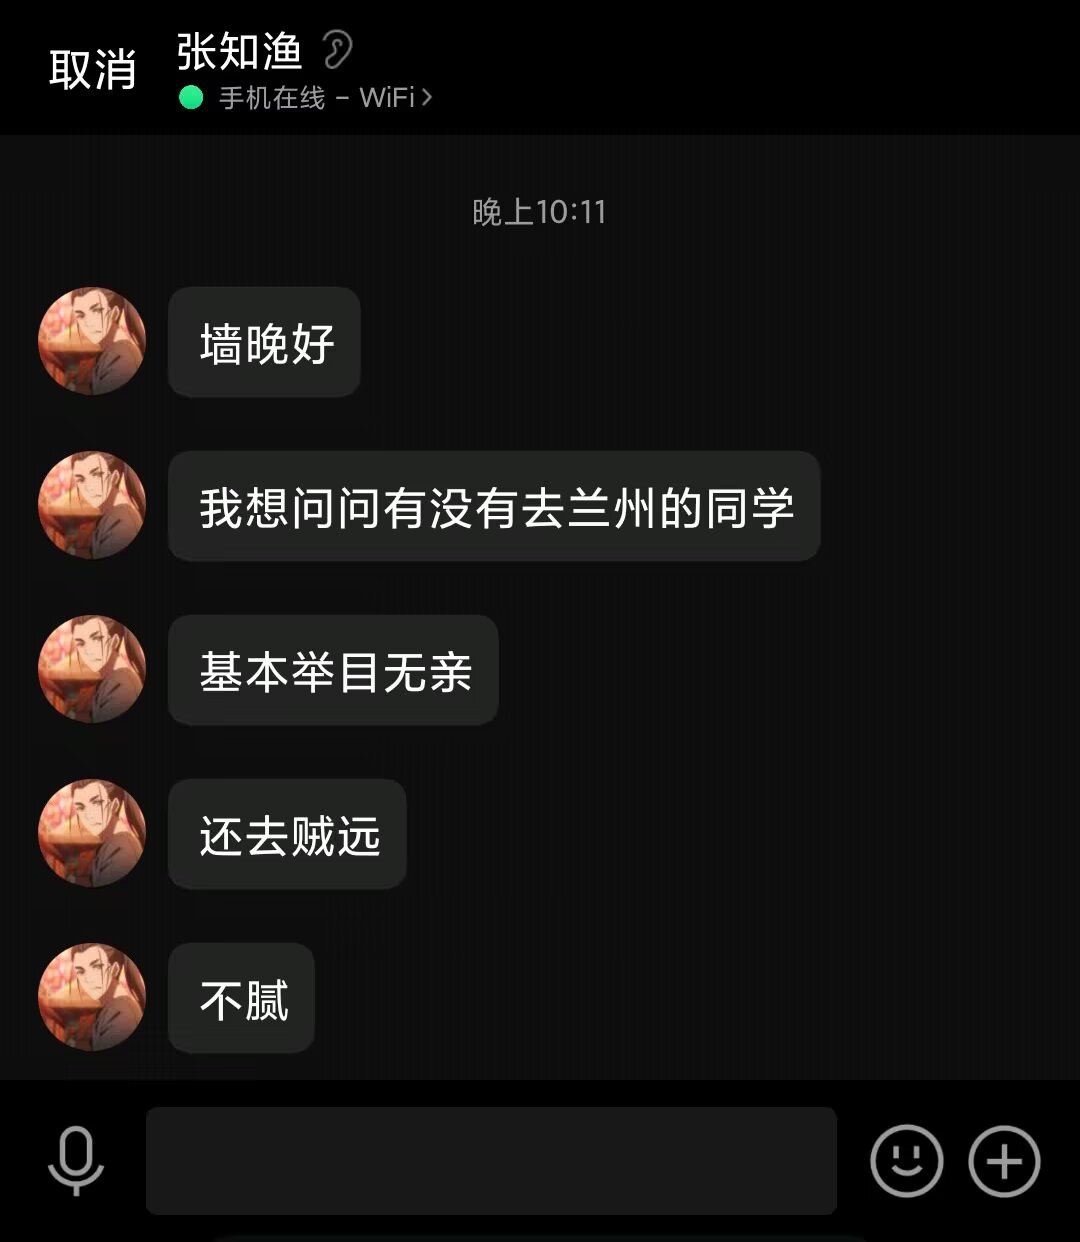 取消
张知渔
手机在线 – WiFi
晚上10:11
墙晚好
我想问问有没有去兰州的同学
基本举目无亲
还去贼远
不腻